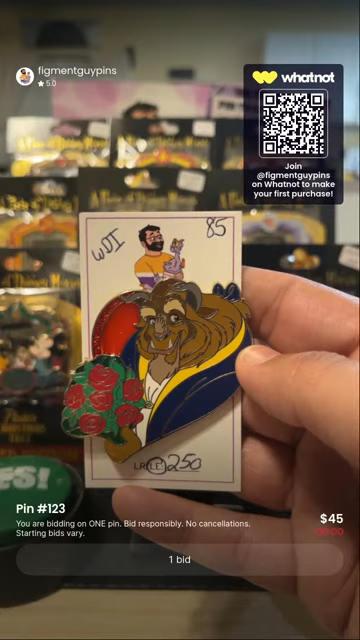 figmentguypins
★ 5.0
whatnot
Join
@figmentguypins
on Whatnot to make
your first purchase!
WDI
85
LR/LE: 250
Pin #123
You are bidding on ONE pin. Bid responsibly. No cancellations.
Starting bids vary.
$45
1 bid